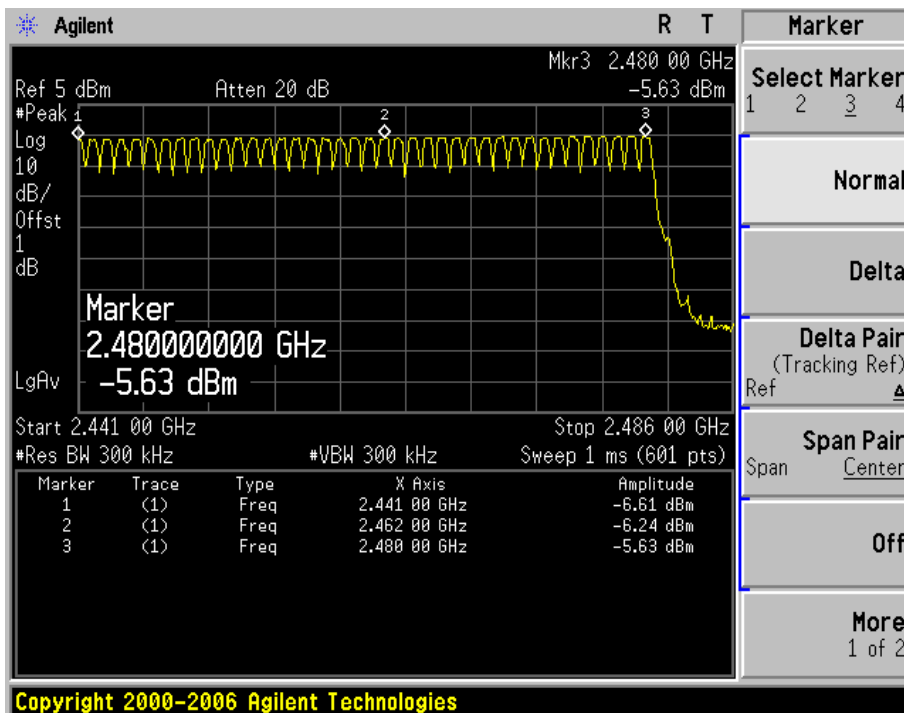 Agilent R T Marker
Mkr3 2.480 00 GHz
Ref 5 dBm Atten 20 dB -5.63 dBm
#Peak
Log
10
dB/
Offst
1
dB
LgAv
1 2 3
Marker
2.480000000 GHz
-5.63 dBm
Start 2.441 00 GHz Stop 2.486 00 GHz
#Res BW 300 kHz #VBW 300 kHz Sweep 1 ms (601 pts)
Marker Trace Type X Axis Amplitude
1 (1) Freq 2.441 00 GHz -6.61 dBm
2 (1) Freq 2.462 00 GHz -6.24 dBm
3 (1) Freq 2.480 00 GHz -5.63 dBm
Select Marker
1 2 3 4
Normal
Delta
Delta Pair
(Tracking Ref)
Ref Δ
Span Pair
Span Center
Off
More
1 of 2
Copyright 2000-2006 Agilent Technologies